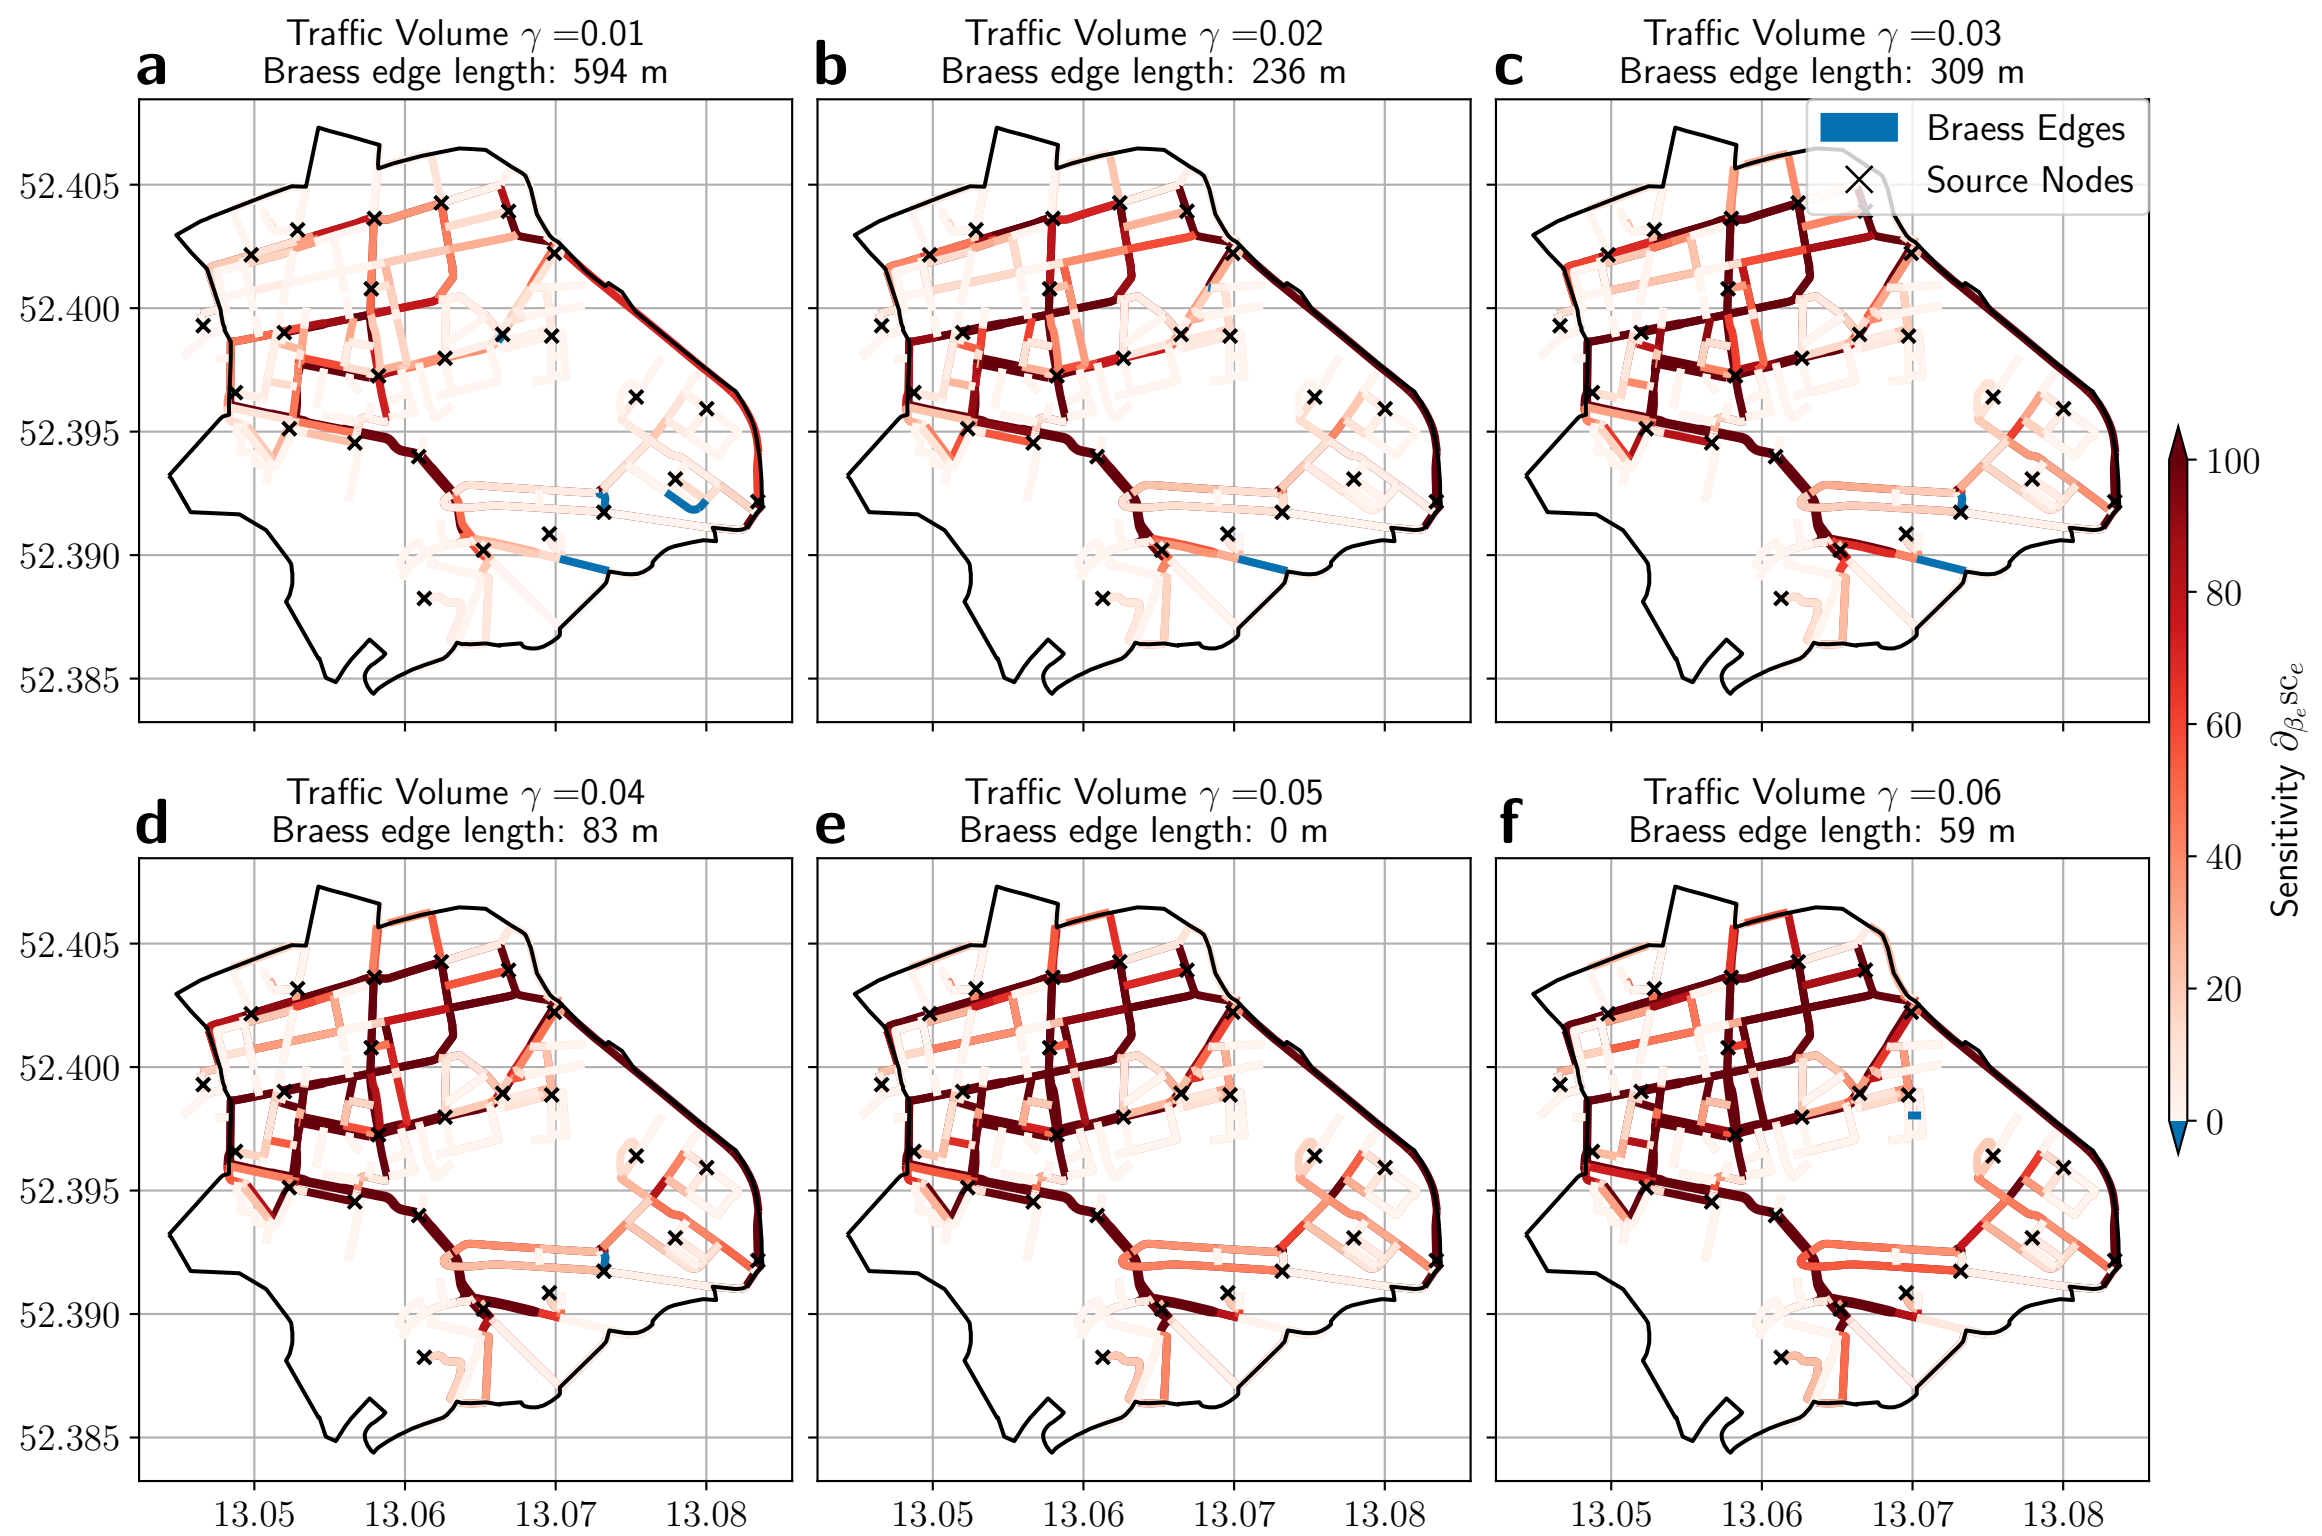 a
Traffic Volume γ =0.01
Braess edge length: 594 m
b
Traffic Volume γ =0.02
Braess edge length: 236 m
c
Traffic Volume γ =0.03
Braess edge length: 309 m
Braess Edges
Source Nodes
52.405
52.400
52.395
52.390
52.385
d
Traffic Volume γ =0.04
Braess edge length: 83 m
e
Traffic Volume γ =0.05
Braess edge length: 0 m
f
Traffic Volume γ =0.06
Braess edge length: 59 m
52.405
52.400
52.395
52.390
52.385
13.05 13.06 13.07 13.08
13.05 13.06 13.07 13.08
13.05 13.06 13.07 13.08
100
80
60
40
20
0
Sensitivity ∂βₑscₑ